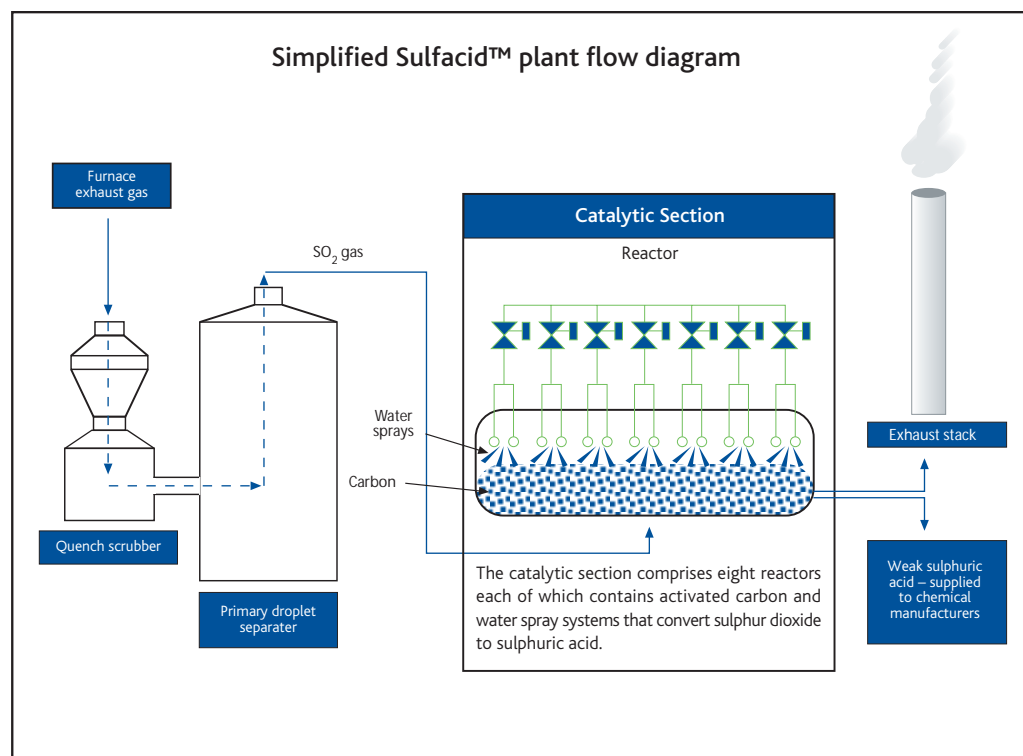 Simplified Sulfacid™ plant flow diagram
Furnace
exhaust gas
SO₂ gas
Catalytic Section
Reactor
Water
sprays
Carbon
Exhaust stack
Quench scrubber
Primary droplet
separater
The catalytic section comprises eight reactors
each of which contains activated carbon and
water spray systems that convert sulphur dioxide
to sulphuric acid.
Weak sulphuric
acid – supplied
to chemical
manufacturers